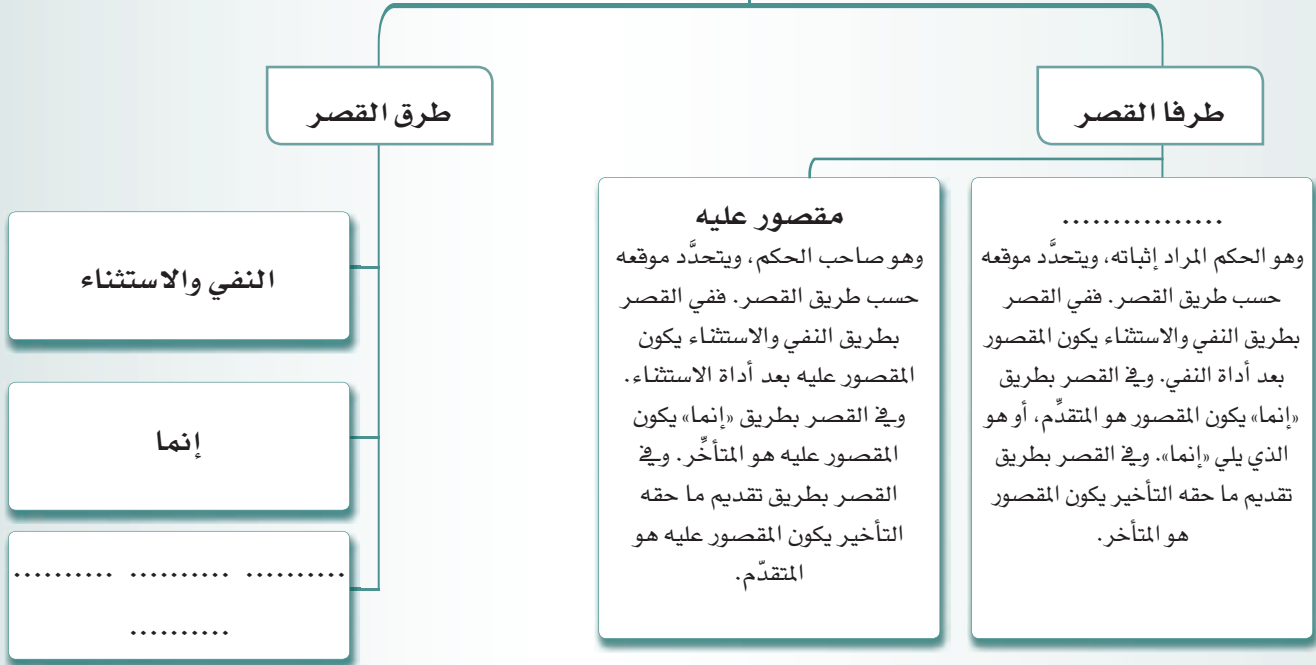 طرفا القصر
................
وهو الحكم المراد إثباته، ويتحدَّد موقعه
حسب طريق القصر. ففي القصر
بطريق النفي والاستثناء يكون المقصور
بعد أداة النفي. وفي القصر بطريق
«إنما» يكون المقصور هو المتقدِّم، أو هو
الذي يلي «إنما». وفي القصر بطريق
تقديم ما حقه التأخير يكون المقصور
هو المتأخر.
مقصور عليه
وهو صاحب الحكم، ويتحدَّد موقعه
حسب طريق القصر. ففي القصر
بطريق النفي والاستثناء يكون
المقصور عليه بعد أداة الاستثناء.
وفي القصر بطريق «إنما» يكون
المقصور عليه هو المتأخِّر. وفي
القصر بطريق تقديم ما حقه
التأخير يكون المقصور عليه هو
المتقدّم.
طرق القصر
النفي والاستثناء
إنما
.......... .......... ..........
..........